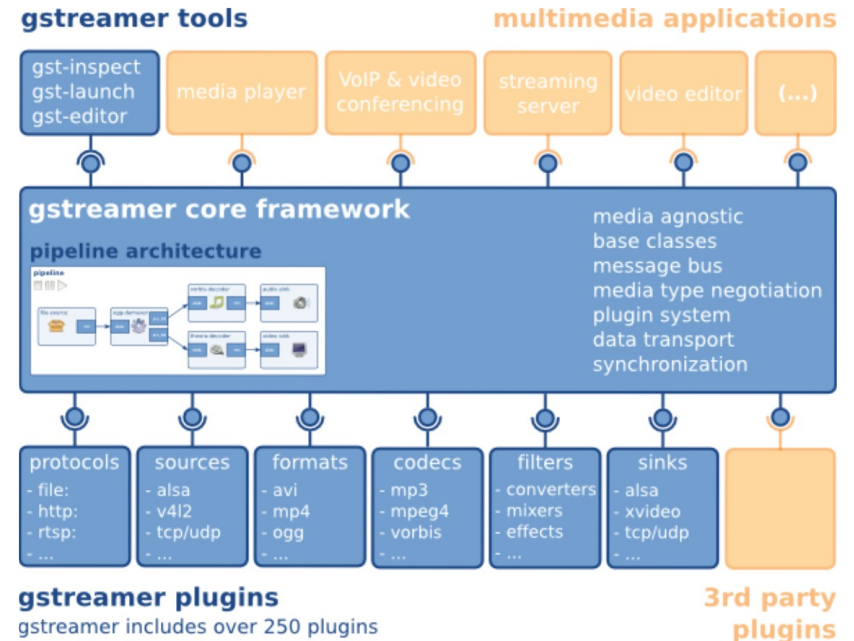 gstreamer tools
multimedia applications
gst-inspect
gst-launch
gst-editor
media player
VoIP & video
conferencing
streaming
server
video editor
(...)
gstreamer core framework
pipeline architecture
pipeline
file-source
ogg-demuxer
vorbis-decoder
audio-sink
theora-decoder
video-sink
media agnostic
base classes
message bus
media type negotiation
plugin system
data transport
synchronization
protocols
- file:
- http:
- rtsp:
- ...
sources
- alsa
- v4l2
- tcp/udp
- ...
formats
- avi
- mp4
- ogg
- ...
codecs
- mp3
- mpeg4
- vorbis
- ...
filters
- converters
- mixers
- effects
- ...
sinks
- alsa
- xvideo
- tcp/udp
- ...
gstreamer plugins
gstreamer includes over 250 plugins
3rd party
plugins